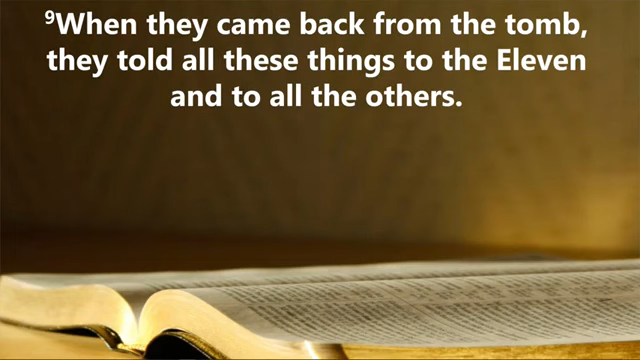 ⁹When they came back from the tomb,
they told all these things to the Eleven
and to all the others.